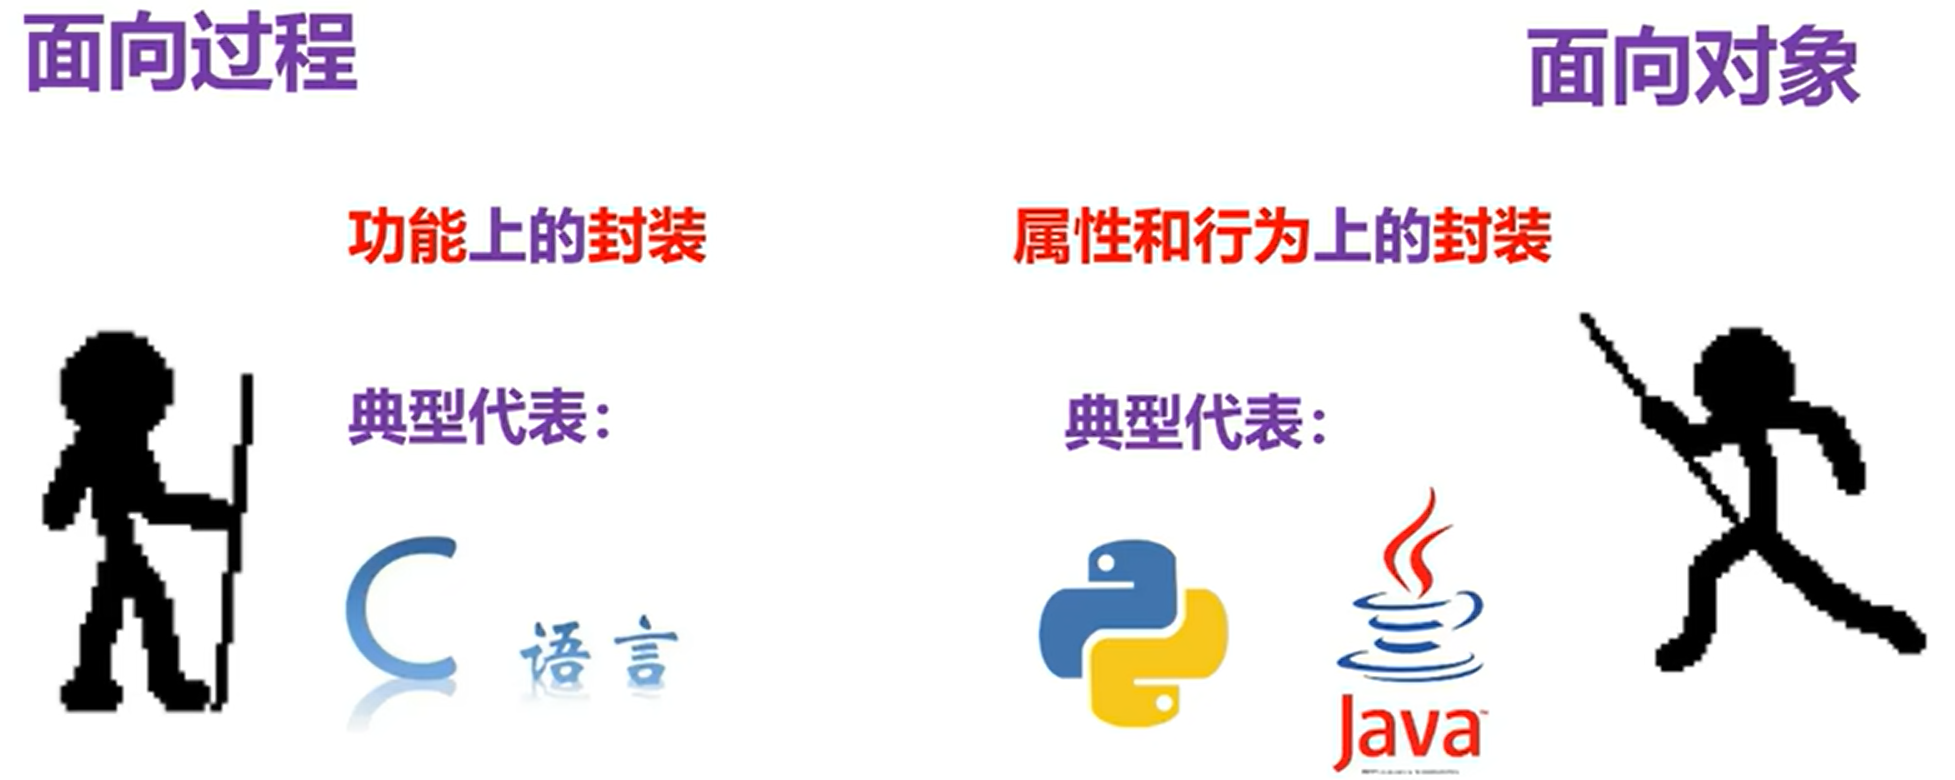 面向过程
面向对象
功能上的封装
属性和行为上的封装
典型代表：
典型代表：
C语言
Java